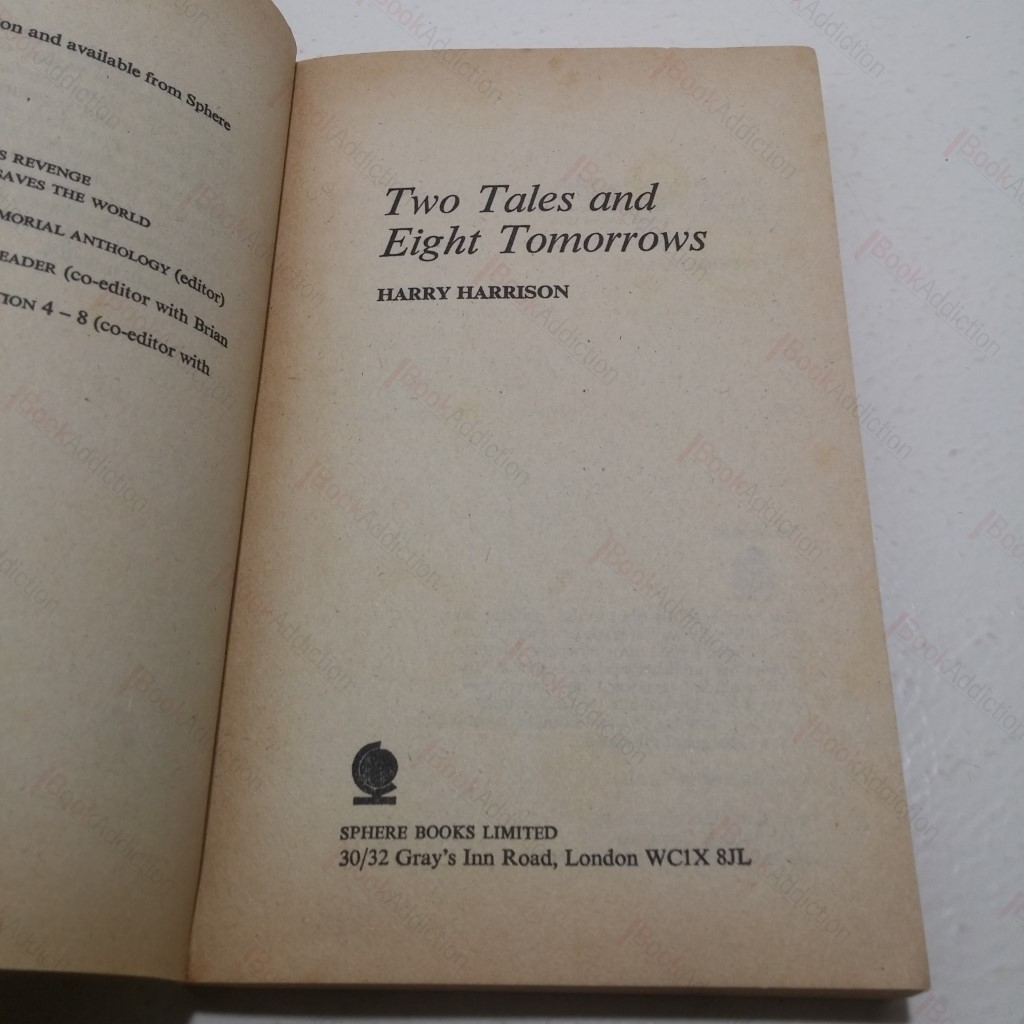 on and available from Sphere
S REVENGE
SAVES THE WORLD
MORIAL ANTHOLOGY (editor)
EADER (co-editor with Brian
TION 4 – 8 (co-editor with
Two Tales and
Eight Tomorrows
HARRY HARRISON
SPHERE BOOKS LIMITED
30/32 Gray's Inn Road, London WC1X 8JL
BookAddiction